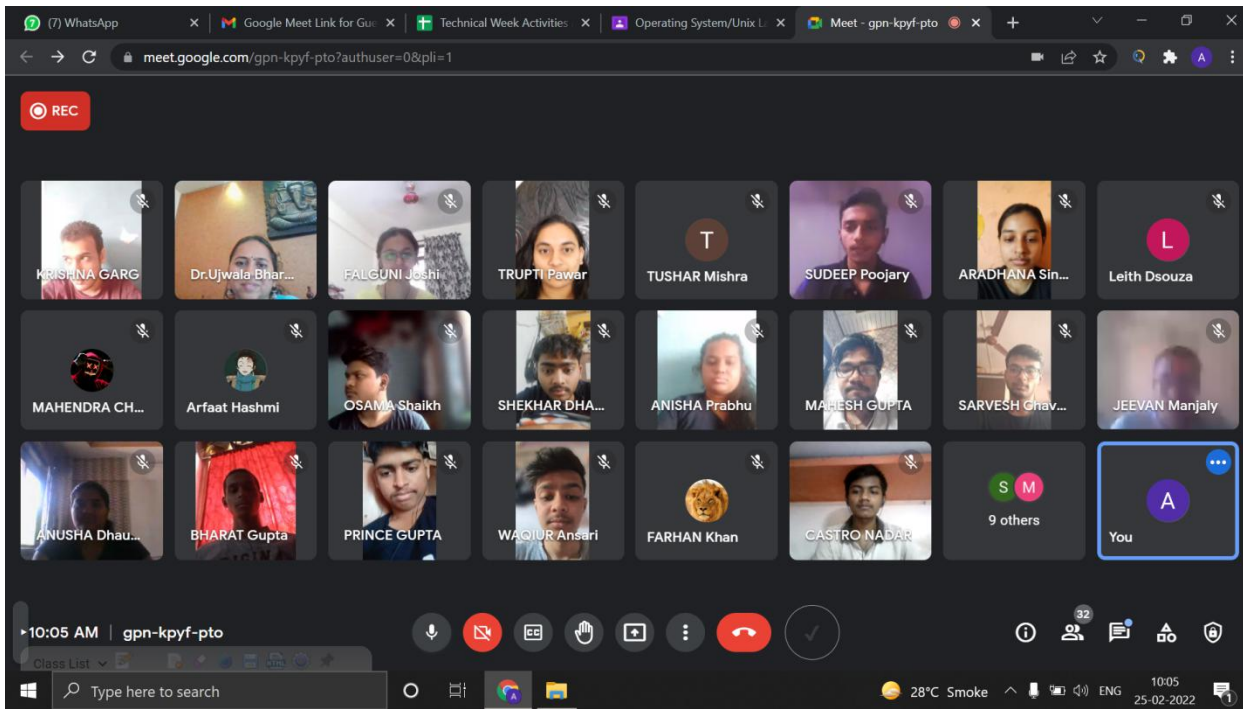 (7) WhatsApp
Google Meet Link for Gue
Technical Week Activities
Operating System/Unix L
Meet - gpn-kpyf-pto
meet.google.com/gpn-kpyf-pto?authuser=0&pli=1
A
REC
KRISHNA GARG
Dr.Ujwala Bhar...
FALGUNI Joshi
TRUPTI Pawar
T
TUSHAR Mishra
SUDEEP Poojary
ARADHANA Sin...
L
Leith Dsouza
MAHENDRA CH...
Arfaat Hashmi
OSAMA Shaikh
SHEKHAR DHA...
ANISHA Prabhu
MAHESH GUPTA
SARVESH Chav...
JEEVAN Manjaly
ANUSHA Dhau...
BHARAT Gupta
PRINCE GUPTA
WAQIUR Ansari
FARHAN Khan
CASTRO NADAR
S M
9 others
A
You
10:05 AM | gpn-kpyf-pto
CC
32
Class List
Type here to search
28°C Smoke
ENG
10:05
25-02-2022
1